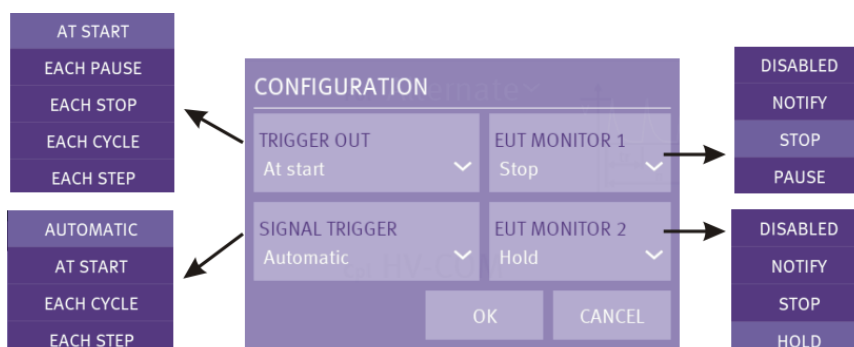 AT START
EACH PAUSE
EACH STOP
EACH CYCLE
EACH STEP
AUTOMATIC
AT START
EACH CYCLE
EACH STEP
CONFIGURATION
TRIGGER OUT
At start
EUT MONITOR 1
Stop
SIGNAL TRIGGER
Automatic
EUT MONITOR 2
Hold
OK
CANCEL
DISABLED
NOTIFY
STOP
PAUSE
DISABLED
NOTIFY
STOP
HOLD